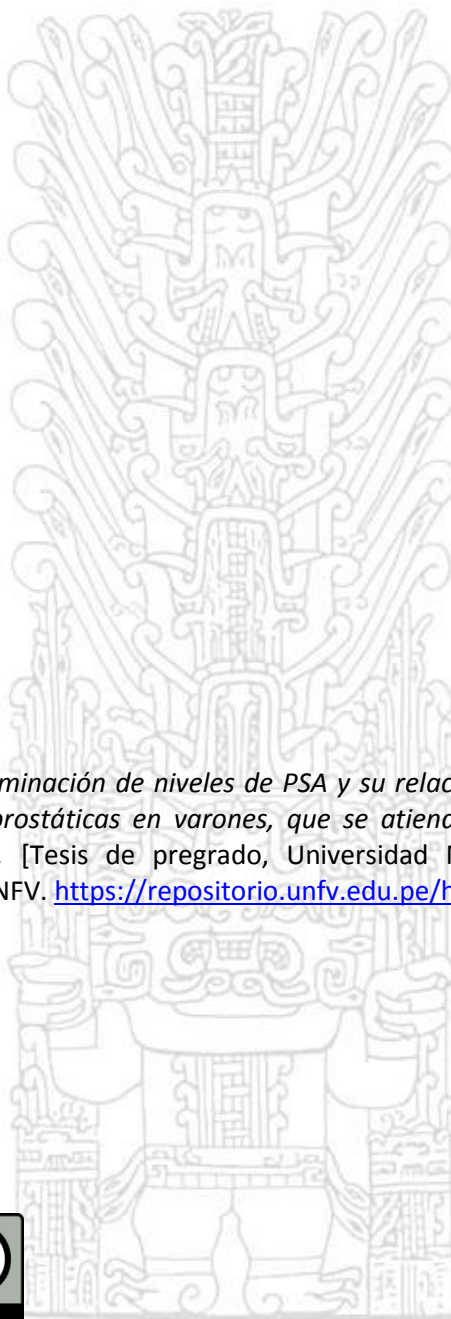 minación de niveles de PSA y su relac
prostáticas en varones, que se atiend
. [Tesis de pregrado, Universidad N
NFV. https://repositorio.unfv.edu.pe/h